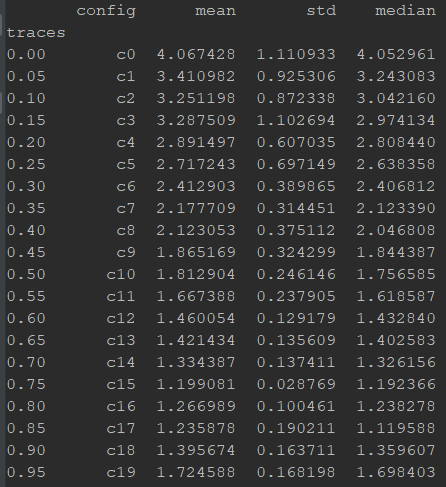 config mean std median
traces
0.00 c0 4.067428 1.110933 4.052961
0.05 c1 3.410982 0.925306 3.243083
0.10 c2 3.251198 0.872338 3.042160
0.15 c3 3.287509 1.102694 2.974134
0.20 c4 2.891497 0.607035 2.808440
0.25 c5 2.717243 0.697149 2.638358
0.30 c6 2.412903 0.389865 2.406812
0.35 c7 2.177709 0.314451 2.123390
0.40 c8 2.123053 0.375112 2.046808
0.45 c9 1.865169 0.324299 1.844387
0.50 c10 1.812904 0.246146 1.756585
0.55 c11 1.667388 0.237905 1.618587
0.60 c12 1.460054 0.129179 1.432840
0.65 c13 1.421434 0.135609 1.402583
0.70 c14 1.334387 0.137411 1.326156
0.75 c15 1.199081 0.028769 1.192366
0.80 c16 1.266989 0.100461 1.238278
0.85 c17 1.235878 0.190211 1.119588
0.90 c18 1.395674 0.163711 1.359607
0.95 c19 1.724588 0.168198 1.698403